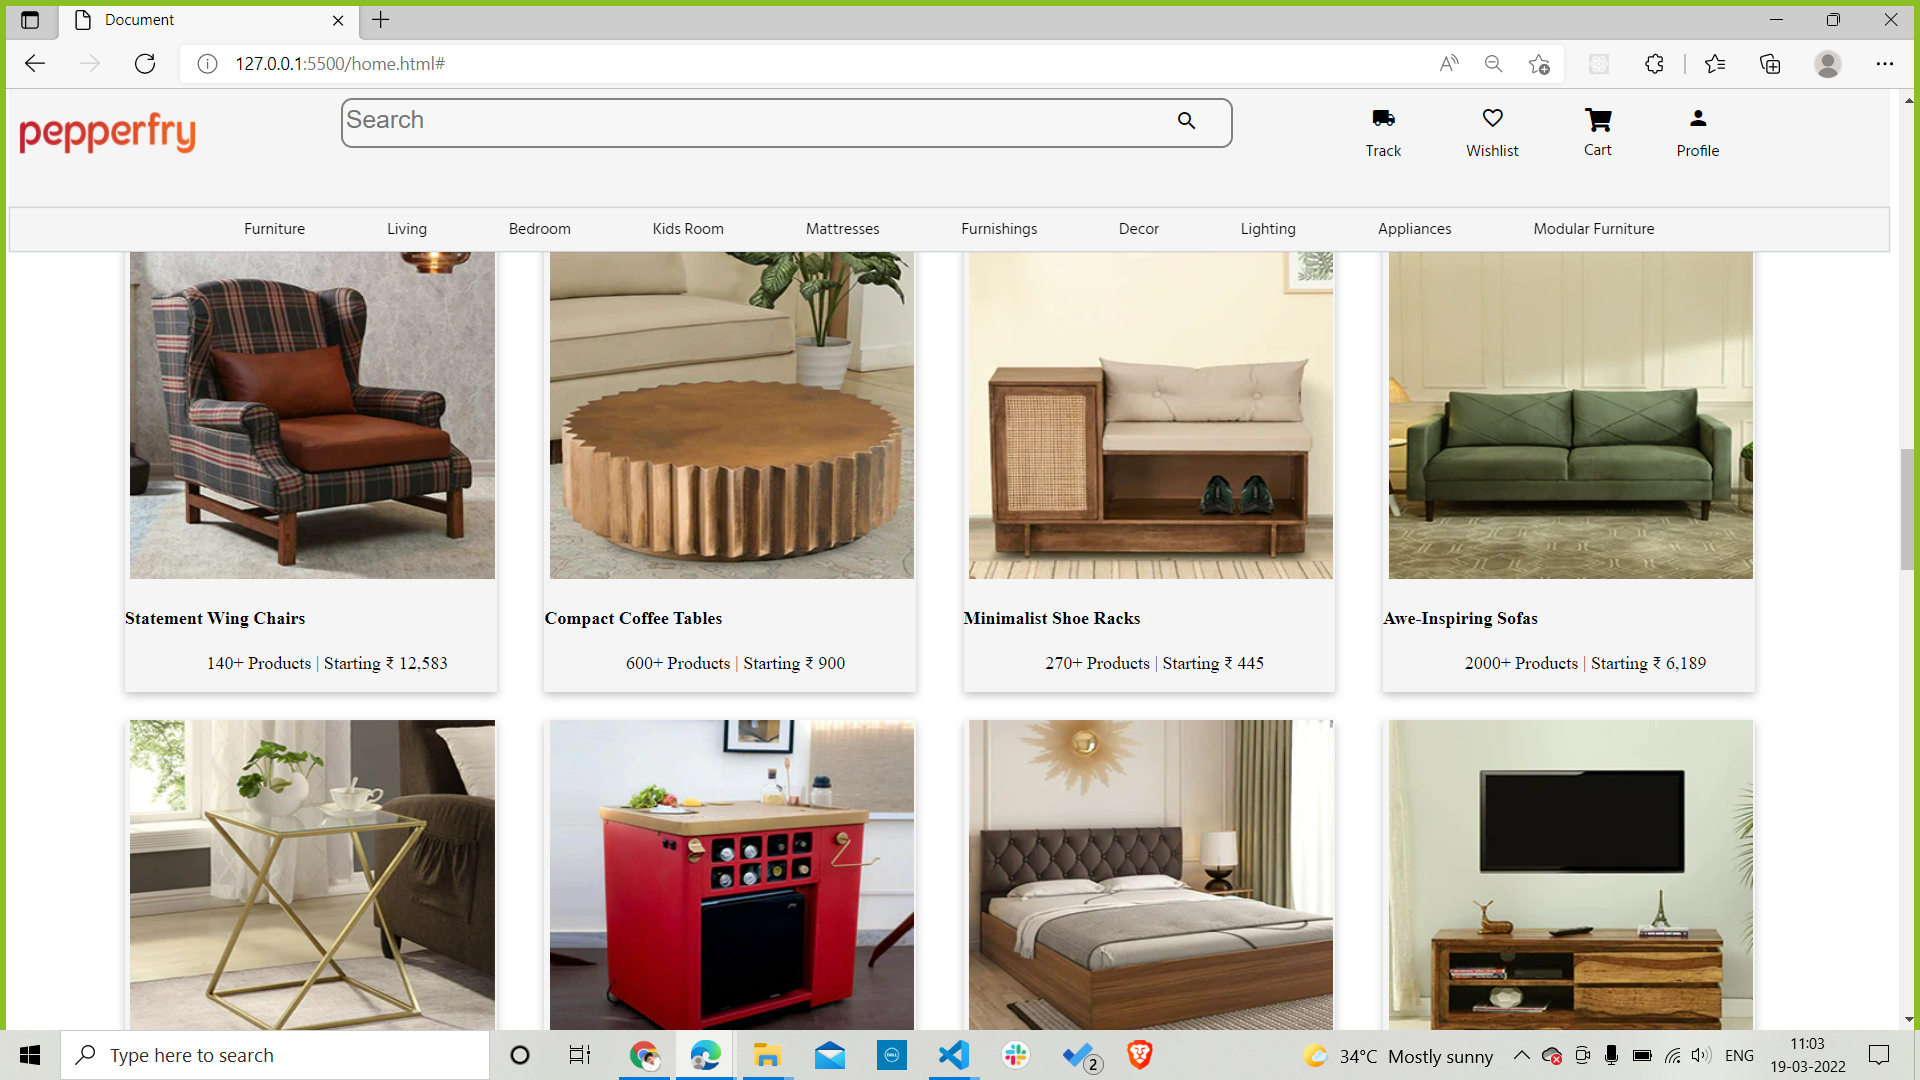 Document
127.0.0.1:5500/home.html#
pepperfry
Search
Track
Wishlist
Cart
Profile
Furniture
Living
Bedroom
Kids Room
Mattresses
Furnishings
Decor
Lighting
Appliances
Modular Furniture
Statement Wing Chairs
140+ Products | Starting ₹ 12,583
Compact Coffee Tables
600+ Products | Starting ₹ 900
Minimalist Shoe Racks
270+ Products | Starting ₹ 445
Awe-Inspiring Sofas
2000+ Products | Starting ₹ 6,189
Type here to search
DELL
2
34°C Mostly sunny
ENG
11:03
19-03-2022